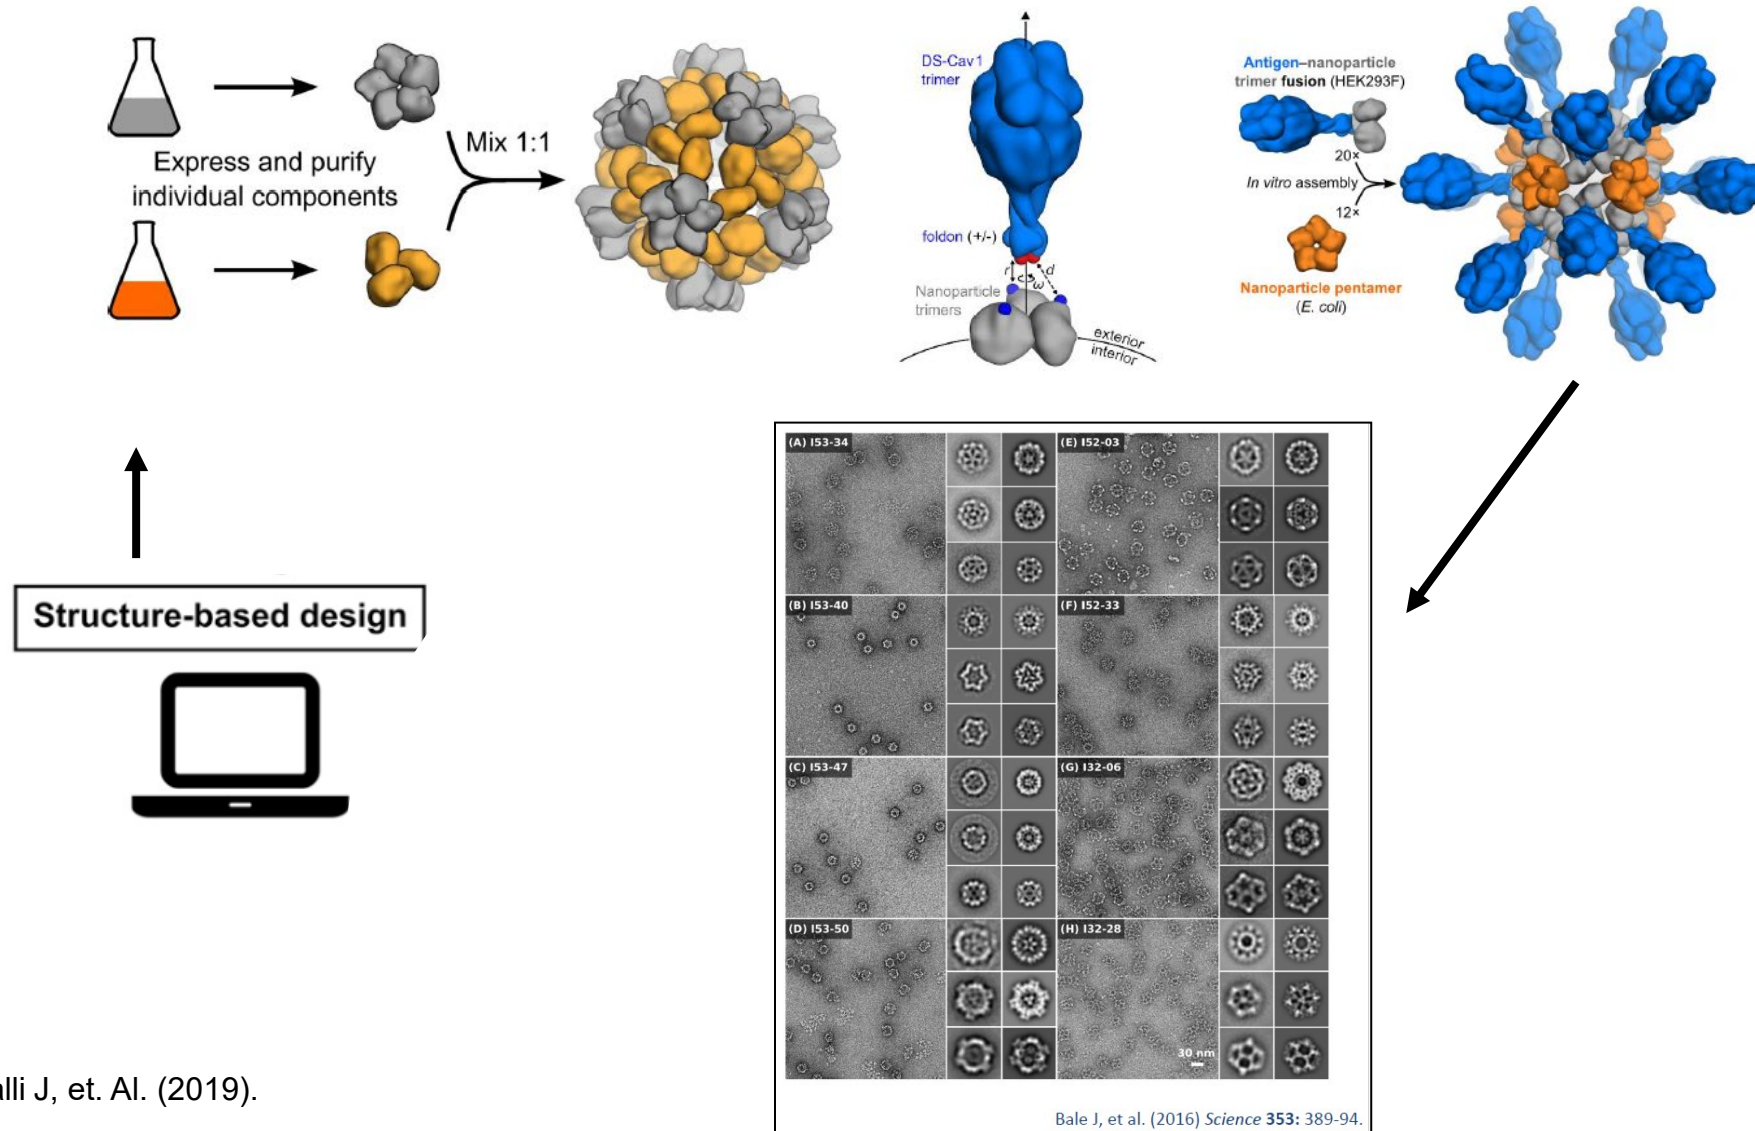 Express and purify
individual components
Mix 1:1
DS-Cav1
trimer
foldon (+/-)
r
d
ω
Nanoparticle
trimers
exterior
interior
Antigen–nanoparticle
trimer fusion (HEK293F)
20×
In vitro assembly
12×
Nanoparticle pentamer
(E. coli)
Structure-based design
(A) I53-34
(E) I52-03
(B) I53-40
(F) I52-33
(C) I53-47
(G) I32-06
(D) I53-50
(H) I32-28
30 nm
Bale J, et al. (2016) Science 353: 389-94.
J, et. Al. (2019).